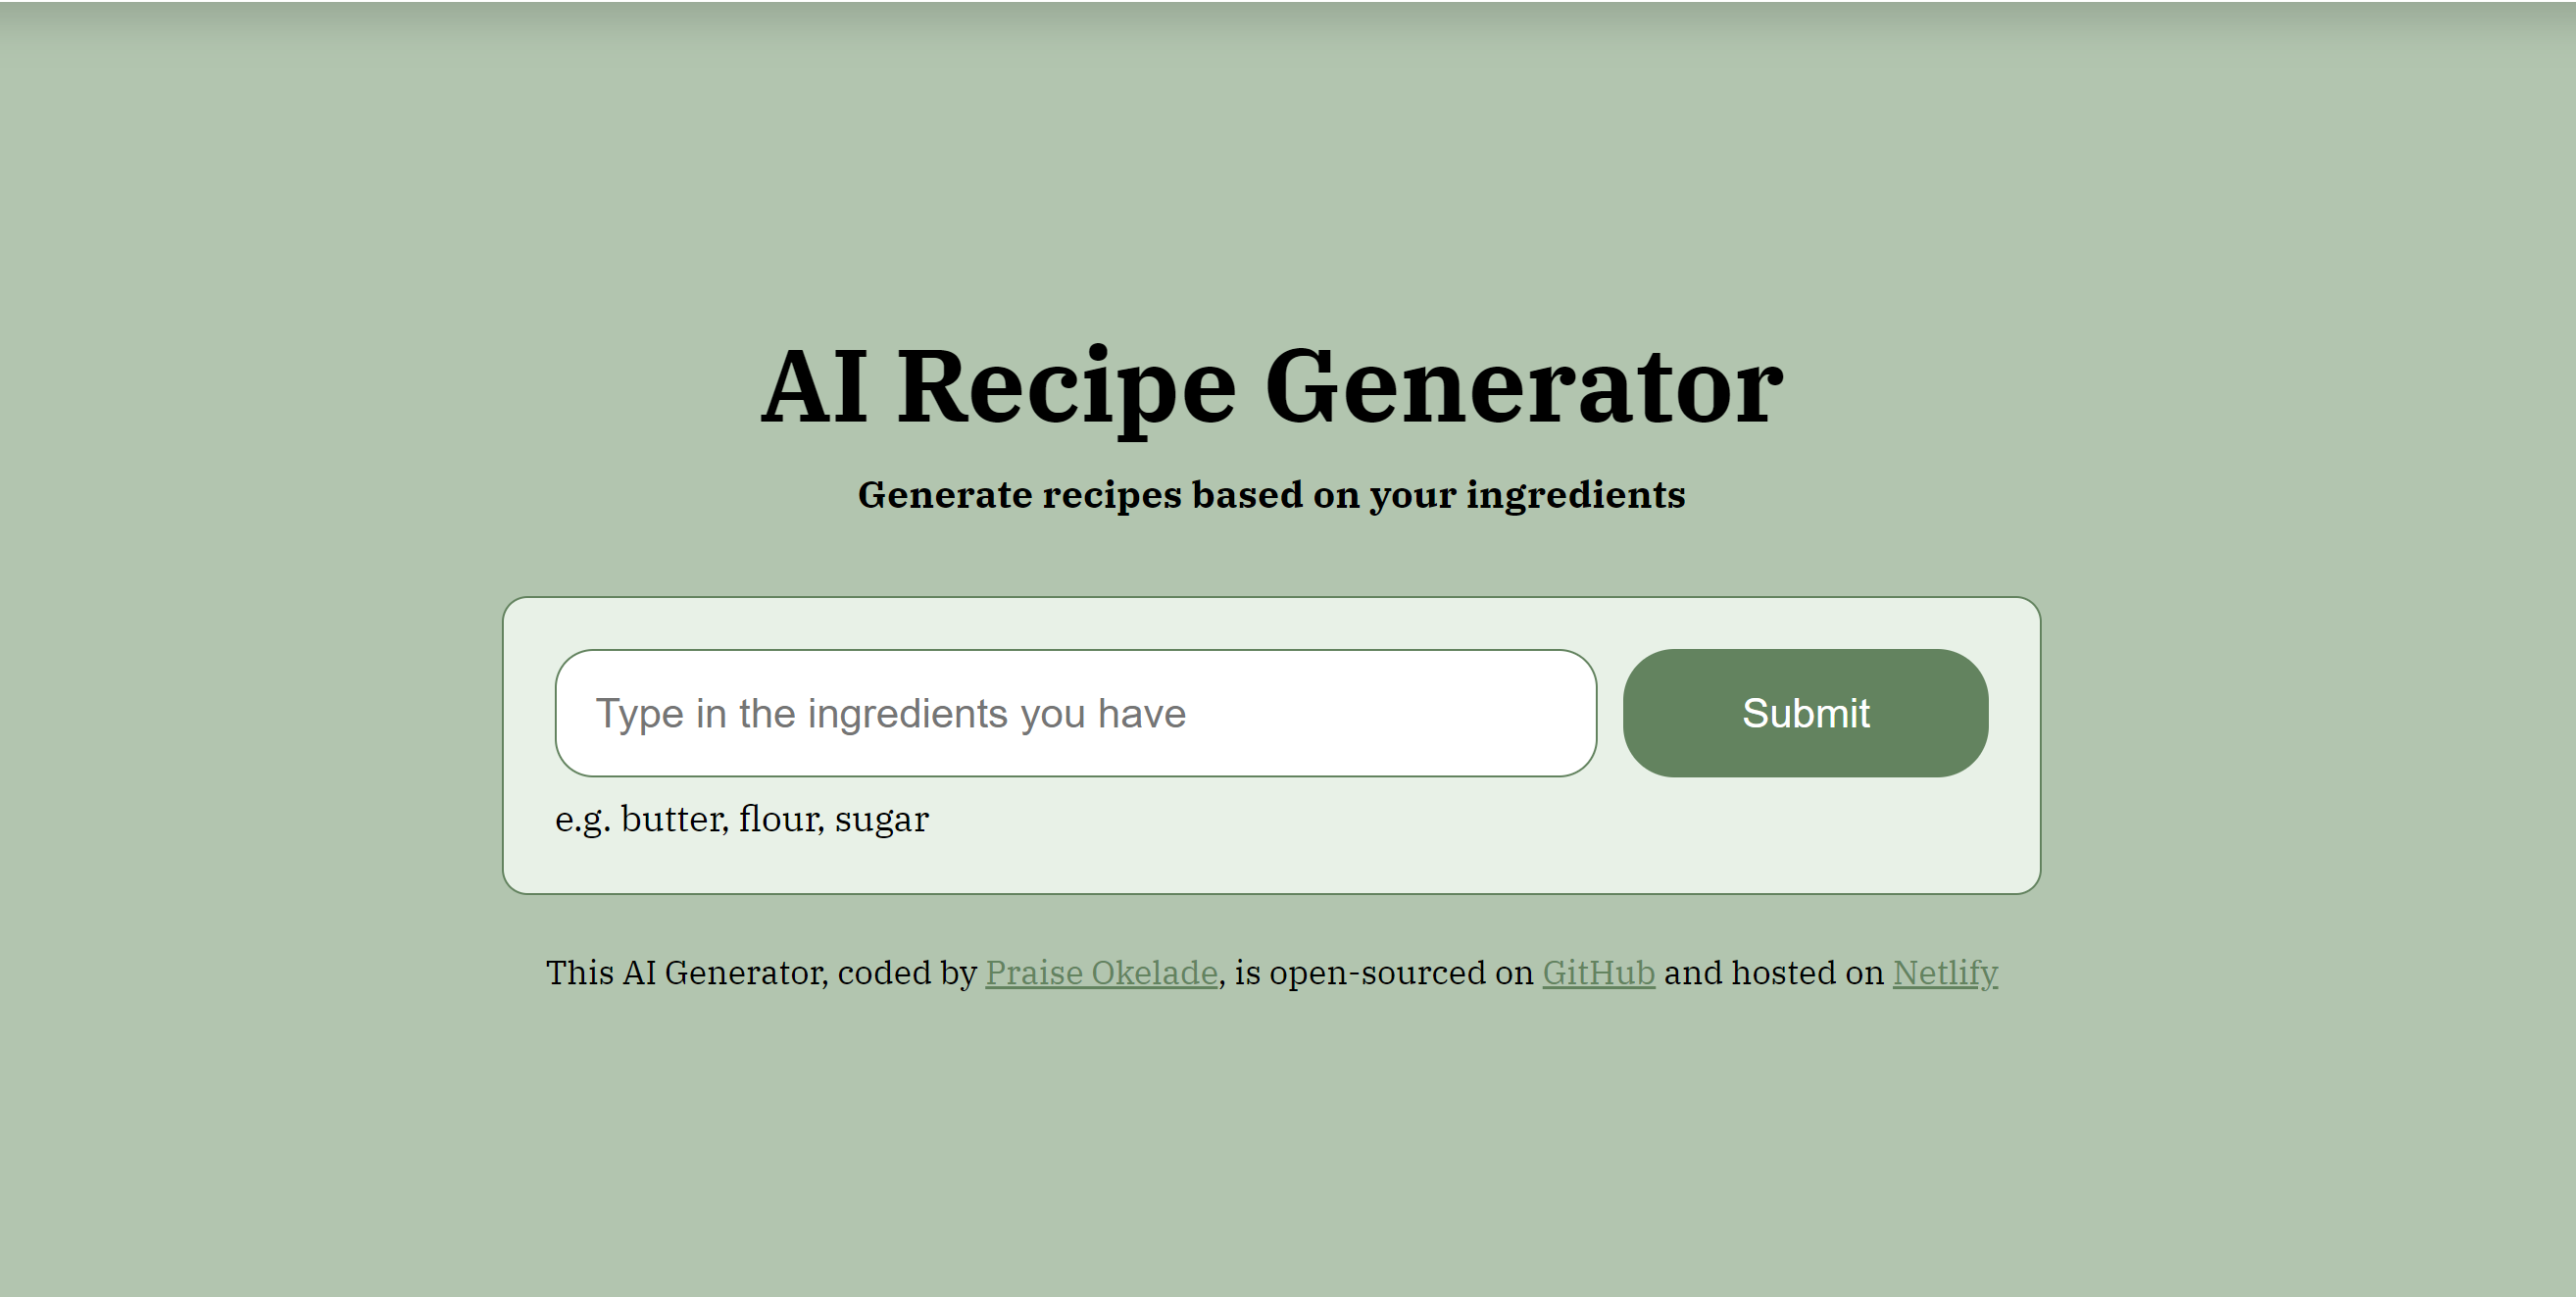 AI Recipe Generator
Generate recipes based on your ingredients
Type in the ingredients you have
Submit
e.g. butter, flour, sugar
This AI Generator, coded by Praise Okelade, is open-sourced on GitHub and hosted on Netlify